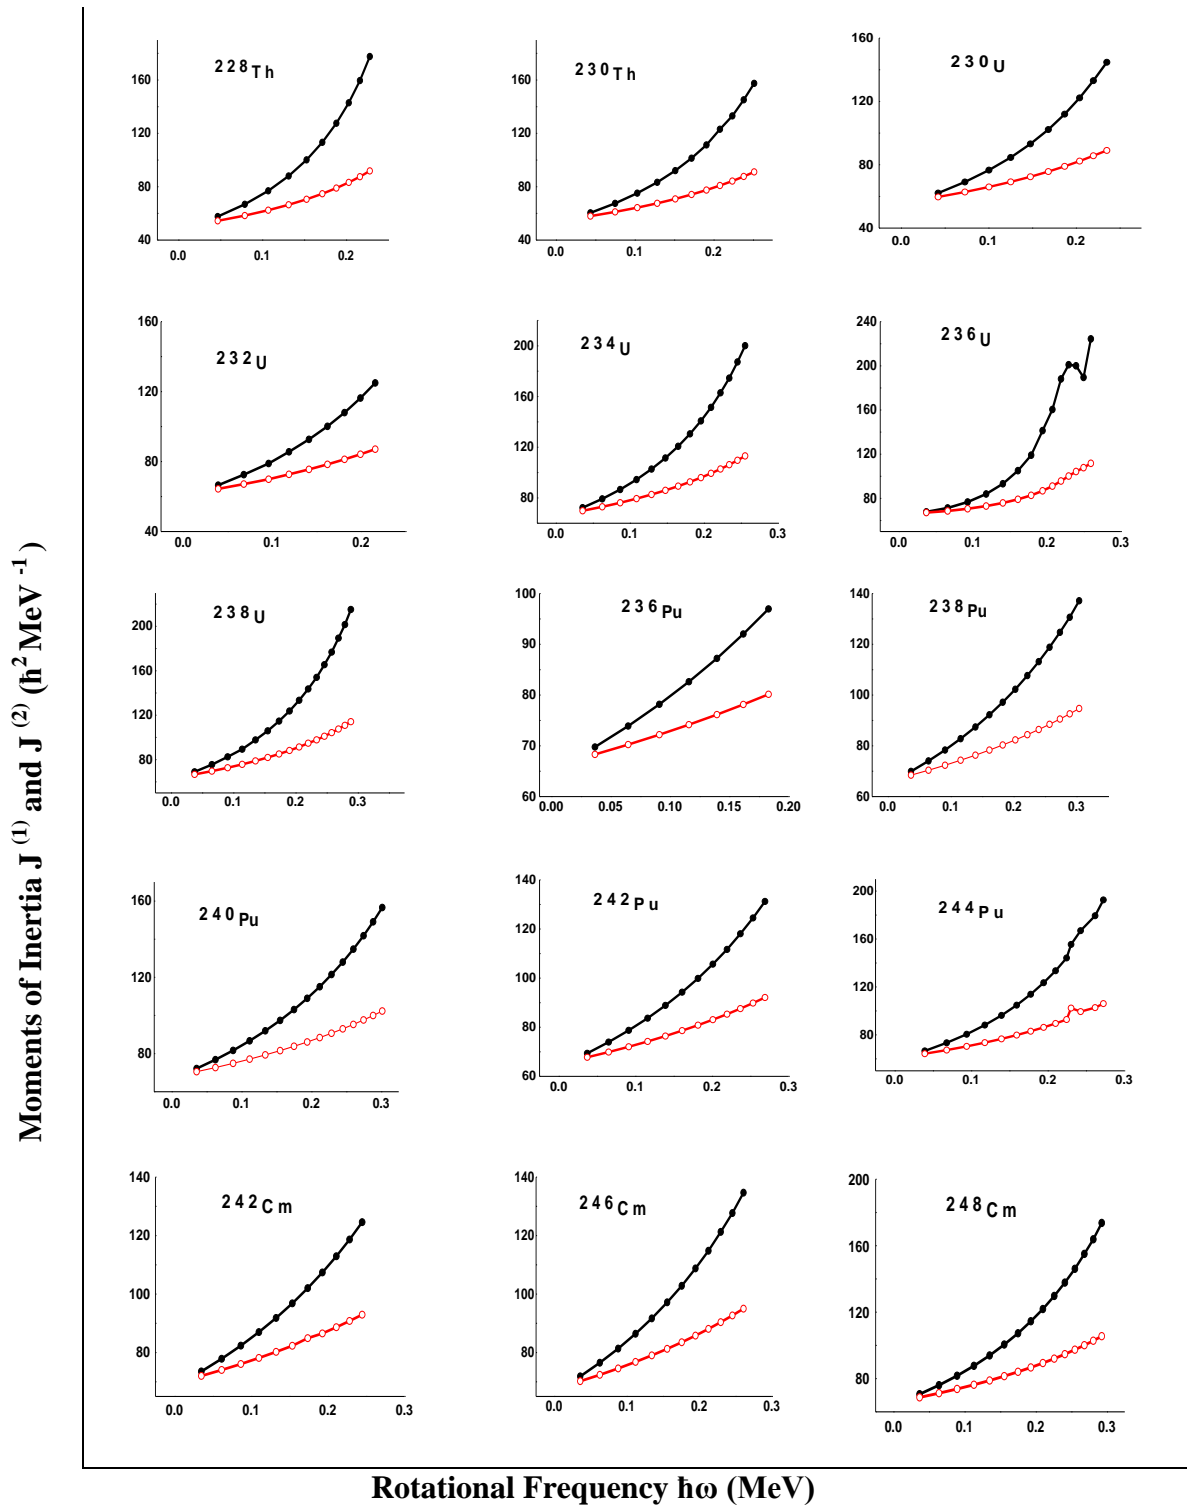 Moments of Inertia J (1) and J (2) (ħ2 MeV -1 )
228Th
160
120
80
40
0.0 0.1 0.2
230Th
160
120
80
40
0.0 0.1 0.2
230U
160
120
80
40
0.0 0.1 0.2
232U
160
120
80
40
0.0 0.1 0.2
234U
200
160
120
80
0.0 0.1 0.2 0.3
236U
240
200
160
120
80
0.0 0.1 0.2 0.3
238U
200
160
120
80
0.0 0.1 0.2 0.3
236Pu
100
90
80
70
60
0.00 0.05 0.10 0.15 0.20
238Pu
140
120
100
80
60
0.0 0.1 0.2 0.3
240Pu
160
120
80
0.0 0.1 0.2 0.3
242Pu
140
120
100
80
60
0.0 0.1 0.2 0.3
244Pu
200
160
120
80
0.0 0.1 0.2 0.3
242Cm
140
120
100
80
0.0 0.1 0.2 0.3
246Cm
140
120
100
80
0.0 0.1 0.2 0.3
248Cm
200
160
120
80
0.0 0.1 0.2 0.3
Rotational Frequency ħω (MeV)